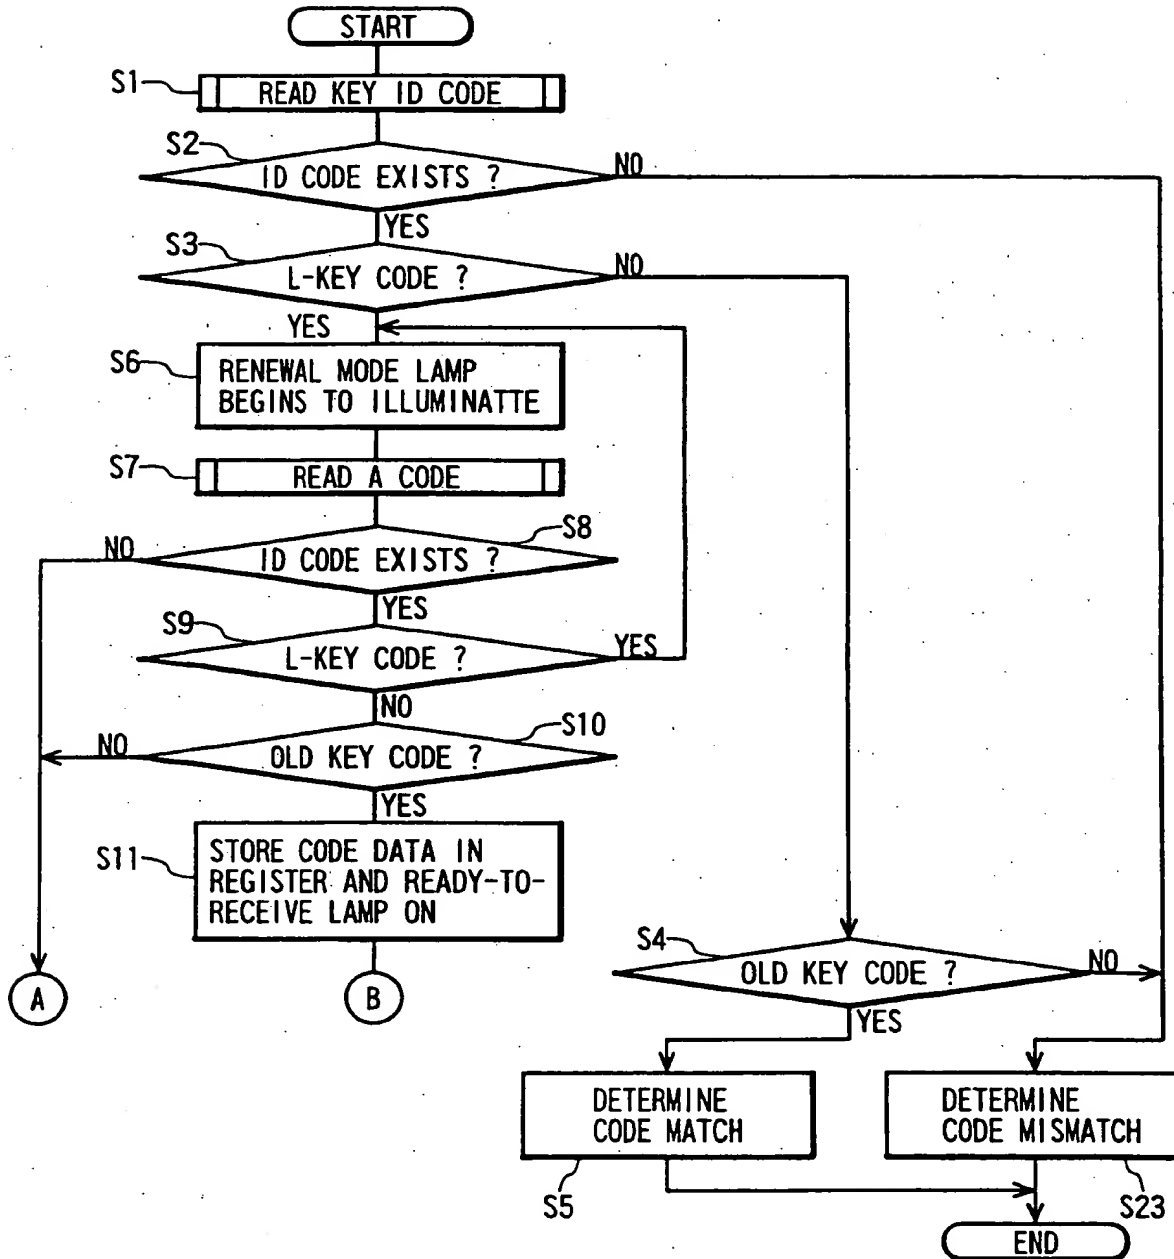 START
S1
READ KEY ID CODE
S2
ID CODE EXISTS ?
NO
YES
S3
L-KEY CODE ?
NO
YES
S6
RENEWAL MODE LAMP
BEGINS TO ILLUMINATTE
S7
READ A CODE
S8
NO
ID CODE EXISTS ?
YES
S9
L-KEY CODE ?
YES
NO
S10
NO
OLD KEY CODE ?
YES
S11
STORE CODE DATA IN
REGISTER AND READY-TO-
RECEIVE LAMP ON
A
B
S4
OLD KEY CODE ?
NO
YES
DETERMINE
CODE MATCH
S5
DETERMINE
CODE MISMATCH
S23
END